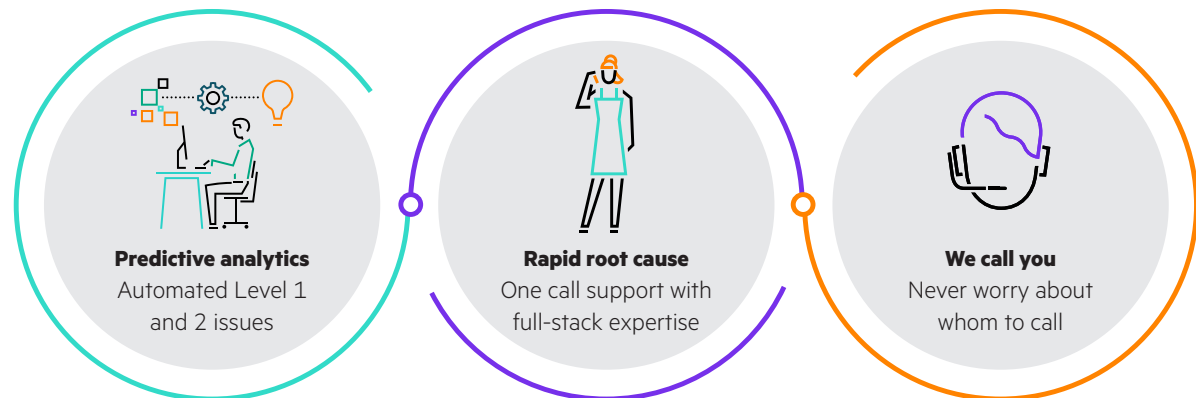 Predictive analytics
Automated Level 1
and 2 issues
Rapid root cause
One call support with
full-stack expertise
We call you
Never worry about
whom to call